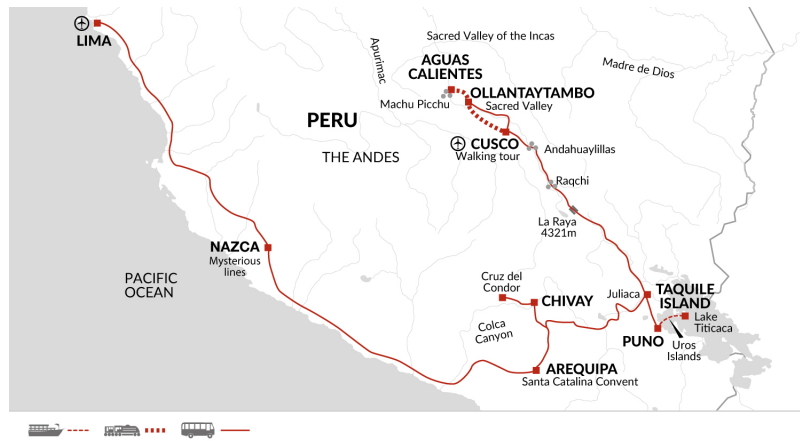 LIMA
Apurimac
Sacred Valley of the Incas
Madre de Dios
AGUAS
CALIENTES
Machu Picchu
OLLANTAYTAMBO
Sacred Valley
PERU
THE ANDES
CUSCO
Walking tour
Andahuaylillas
Raqchi
La Raya
4321m
NAZCA
Mysterious
lines
PACIFIC
OCEAN
Cruz del
Condor
CHIVAY
Colca
Canyon
Juliaca
TAQUILE
ISLAND
Lake
Titicaca
PUNO
Uros
Islands
AREQUIPA
Santa Catalina Convent